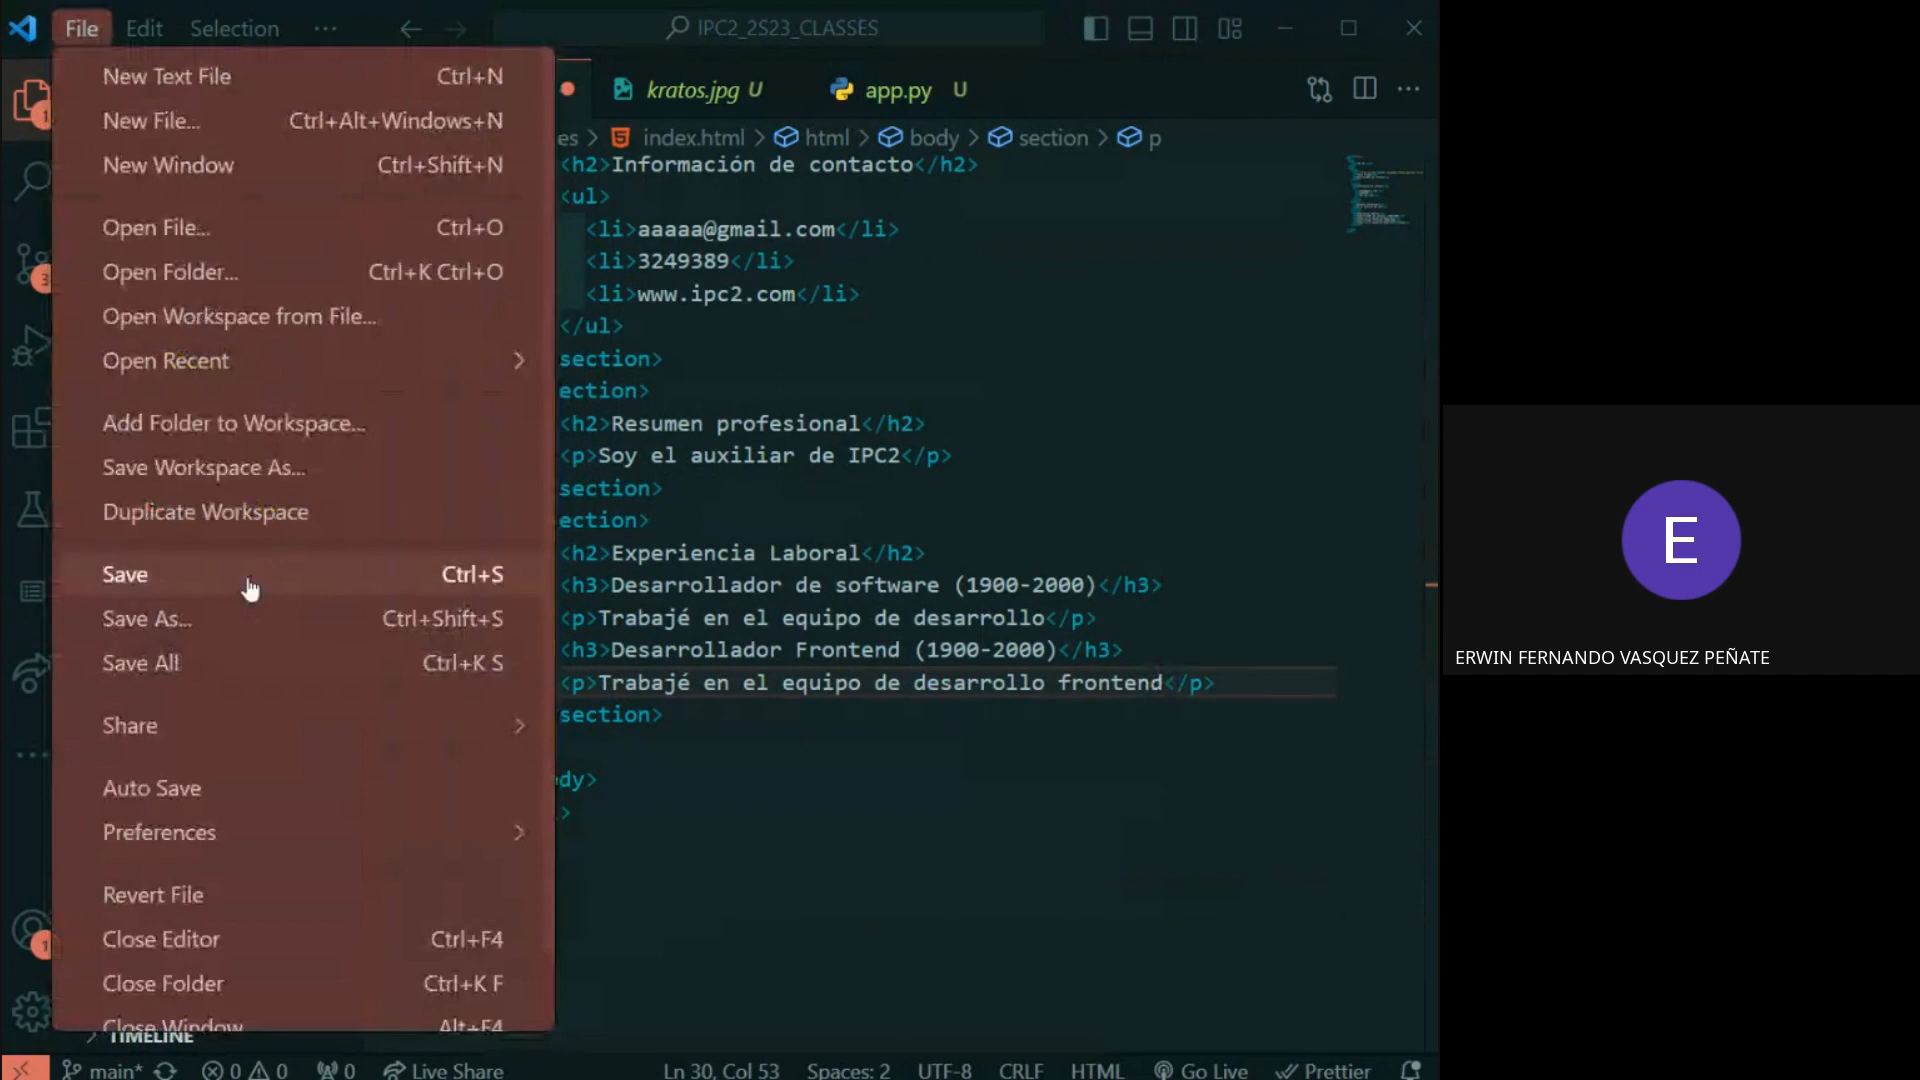 File Edit Selection ··· IPC2_2S23_CLASSES
New Text File Ctrl+N
New File... Ctrl+Alt+Windows+N
New Window Ctrl+Shift+N
Open File... Ctrl+O
Open Folder... Ctrl+K Ctrl+O
Open Workspace from File...
Open Recent
Add Folder to Workspace...
Save Workspace As...
Duplicate Workspace
Save Ctrl+S
Save As... Ctrl+Shift+S
Save All Ctrl+K S
Share
Auto Save
Preferences
Revert File
Close Editor Ctrl+F4
Close Folder Ctrl+K F
Close Window Alt+F4
TIMELINE
1
3
1
kratos.jpg U app.py U
es > index.html > html > body > section > p
<h2>Información de contacto</h2>
<ul>
<li>aaaaa@gmail.com</li>
<li>3249389</li>
<li>www.ipc2.com</li>
</ul>
section>
ection>
<h2>Resumen profesional</h2>
<p>Soy el auxiliar de IPC2</p>
section>
ection>
<h2>Experiencia Laboral</h2>
<h3>Desarrollador de software (1900-2000)</h3>
<p>Trabajé en el equipo de desarrollo</p>
<h3>Desarrollador Frontend (1900-2000)</h3>
<p>Trabajé en el equipo de desarrollo frontend</p>
section>
dy>
>
main* 0 0 0 Live Share Ln 30, Col 53 Spaces: 2 UTF-8 CRLF HTML Go Live Prettier
E
ERWIN FERNANDO VASQUEZ PEÑATE